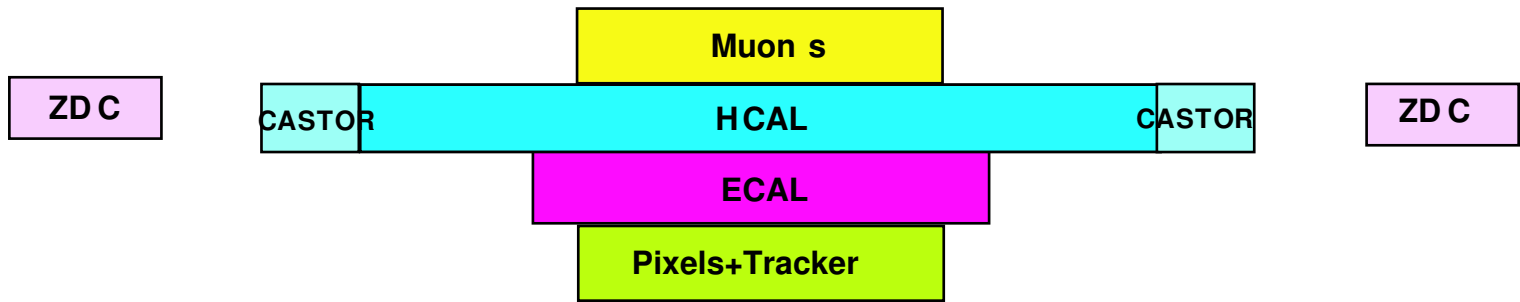 Muon s
ZD C
CASTOR
HCAL
CASTOR
ZD C
ECAL
Pixels+Tracker